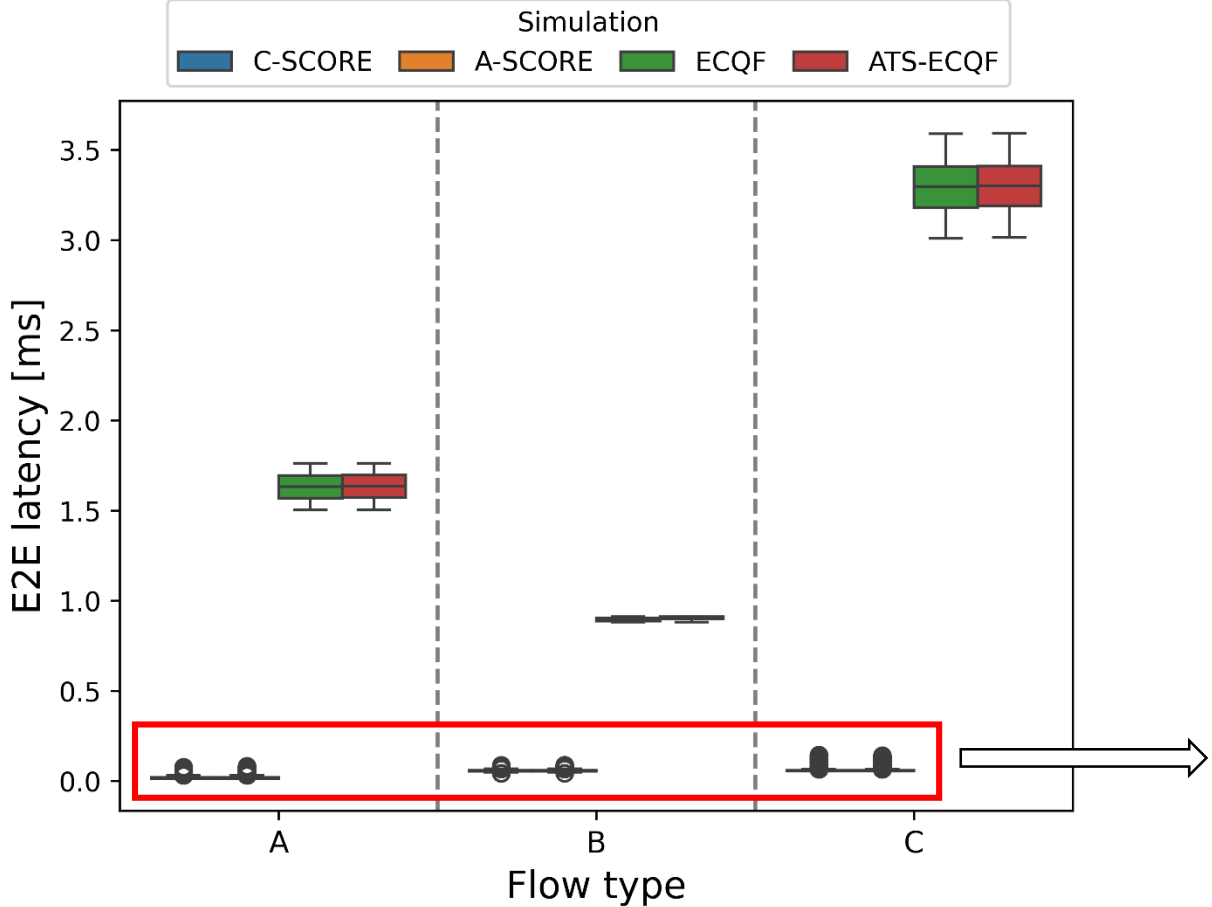 Simulation
C-SCORE A-SCORE ECQF ATS-ECQF
E2E latency [ms]
3.5
3.0
2.5
2.0
1.5
1.0
0.5
0.0
A B C
Flow type